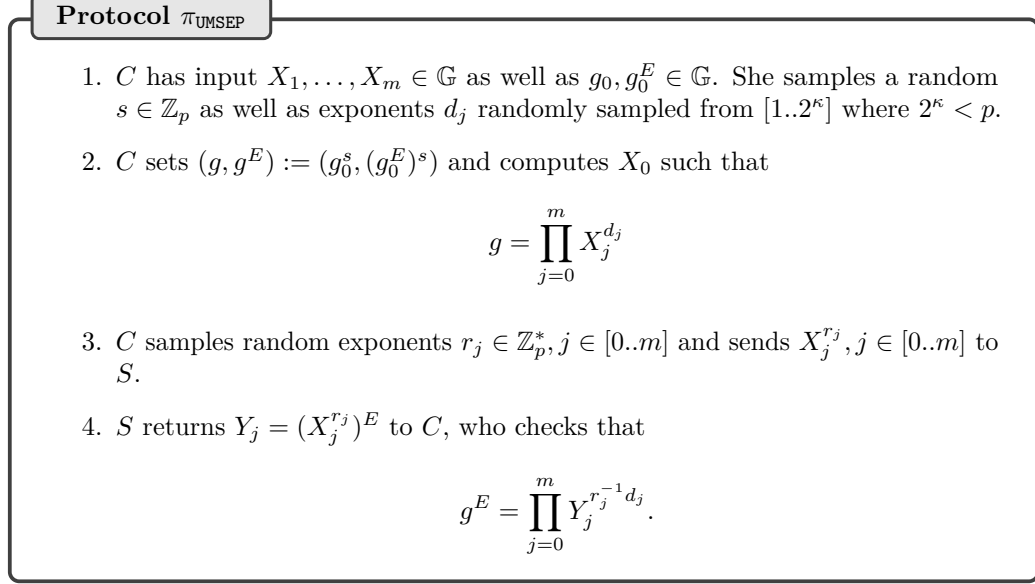 Protocol π_UMSEP
1. C has input X_1, . . . , X_m ∈ 𝔾 as well as g_0, g_0^E ∈ 𝔾. She samples a random
s ∈ ℤ_p as well as exponents d_j randomly sampled from [1..2^κ] where 2^κ < p.
2. C sets (g, g^E) := (g_0^s, (g_0^E)^s) and computes X_0 such that
g = ∏_{j=0}^{m} X_j^{d_j}
3. C samples random exponents r_j ∈ ℤ_p^*, j ∈ [0..m] and sends X_j^{r_j}, j ∈ [0..m] to
S.
4. S returns Y_j = (X_j^{r_j})^E to C, who checks that
g^E = ∏_{j=0}^{m} Y_j^{r_j^{-1} d_j}.